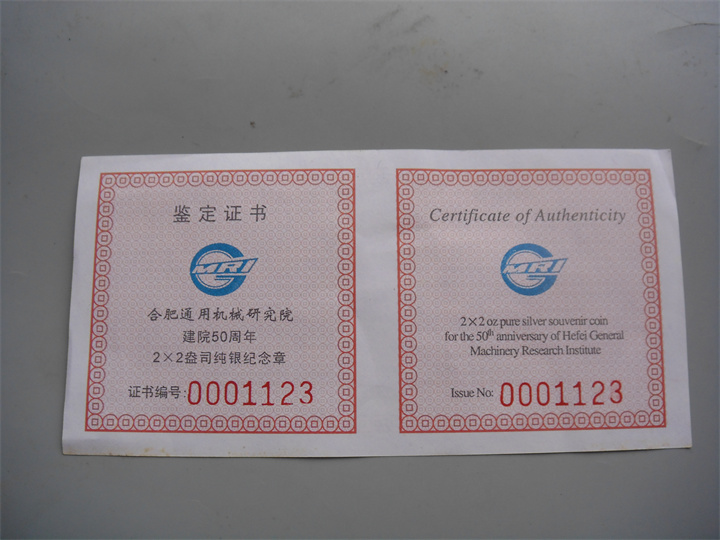 鉴定证书
MRI
合肥通用机械研究院
建院50周年
2×2盎司纯银纪念章
证书编号:0001123
Certificate of Authenticity
MRI
2×2 oz pure silver souvenir coin
for the 50th anniversary of Hefei General
Machinery Research Institute
Issue No: 0001123